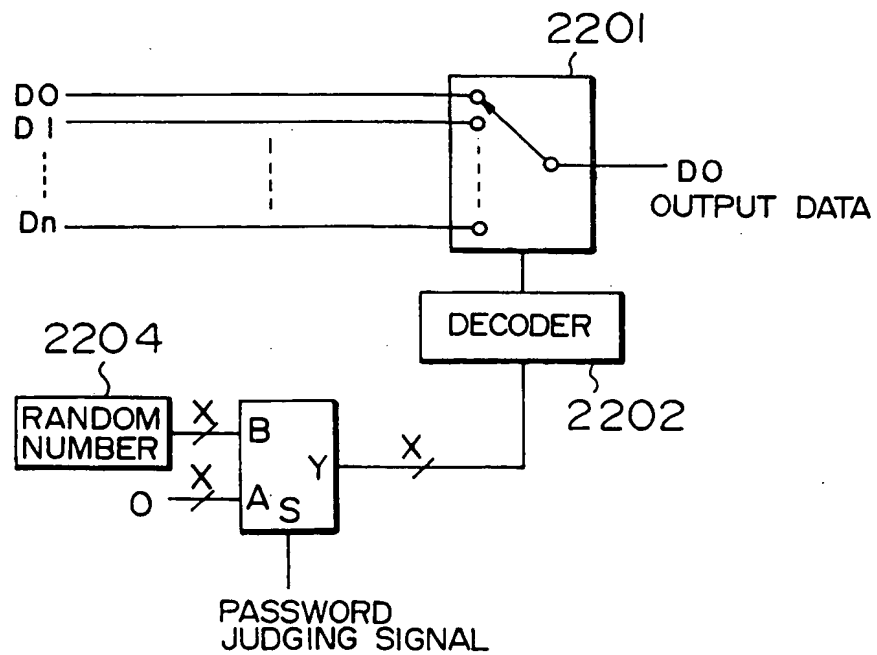 2201
D0
D1
Dn
D0
OUTPUT DATA
DECODER
2204
2202
RANDOM
NUMBER
X
B
X
Y
X
0
A
S
PASSWORD
JUDGING SIGNAL